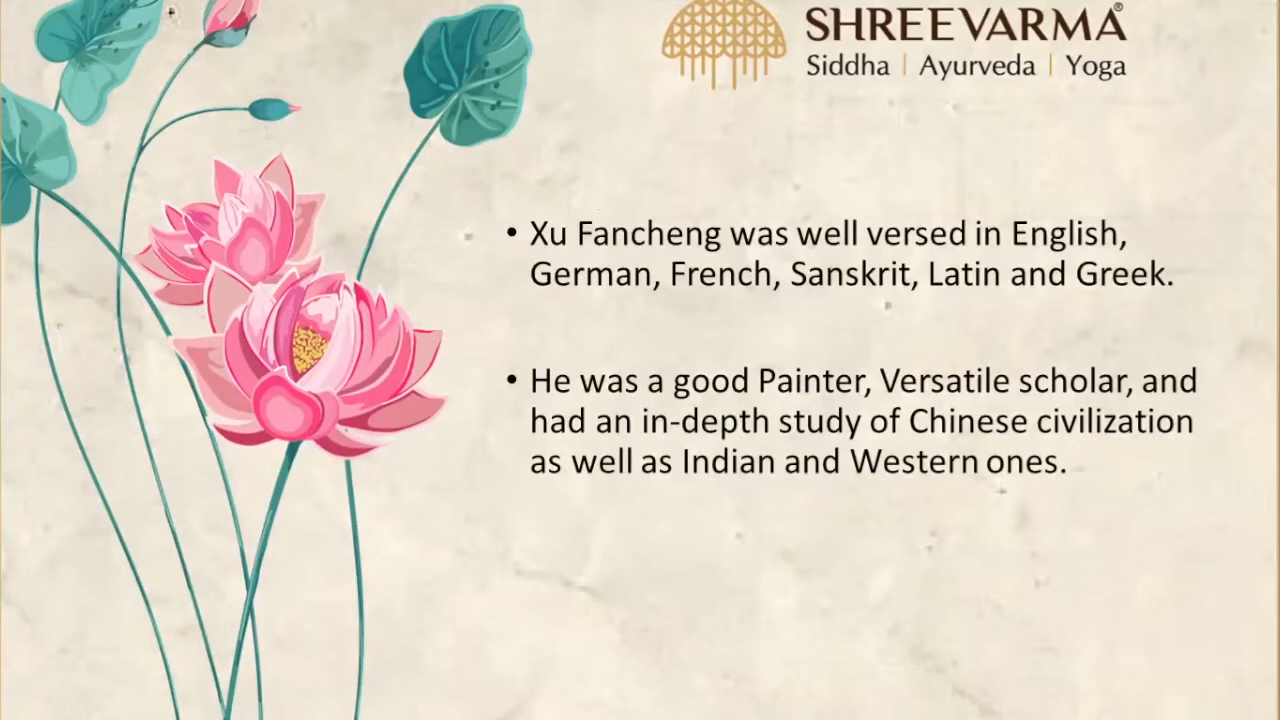 SHREEVARMA®
Siddha | Ayurveda | Yoga
• Xu Fancheng was well versed in English,
German, French, Sanskrit, Latin and Greek.
• He was a good Painter, Versatile scholar, and
had an in-depth study of Chinese civilization
as well as Indian and Western ones.